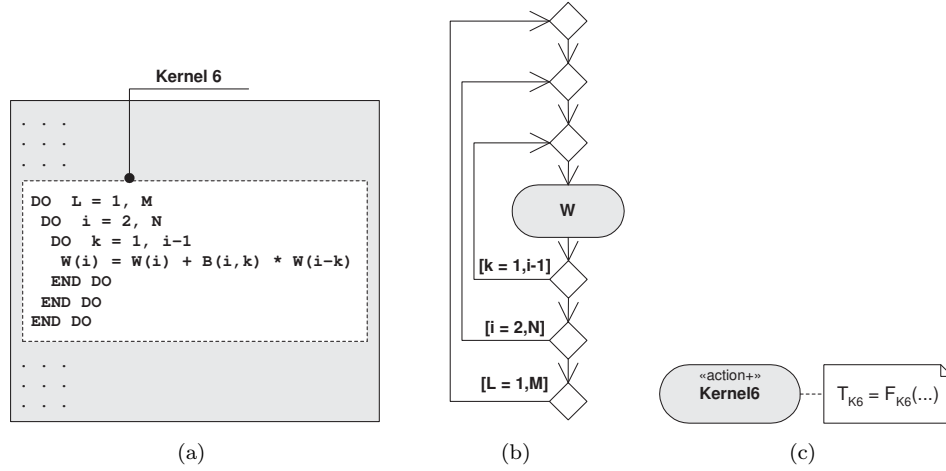 Kernel 6
. . .
. . .
. . .
DO L = 1, M
DO i = 2, N
DO k = 1, i-1
W(i) = W(i) + B(i,k) * W(i-k)
END DO
END DO
END DO
. . .
. . .
. . .
(a)
W
[k = 1,i-1]
[i = 2,N]
[L = 1,M]
(b)
«action+»
Kernel6
T_K6 = F_K6(...)
(c)